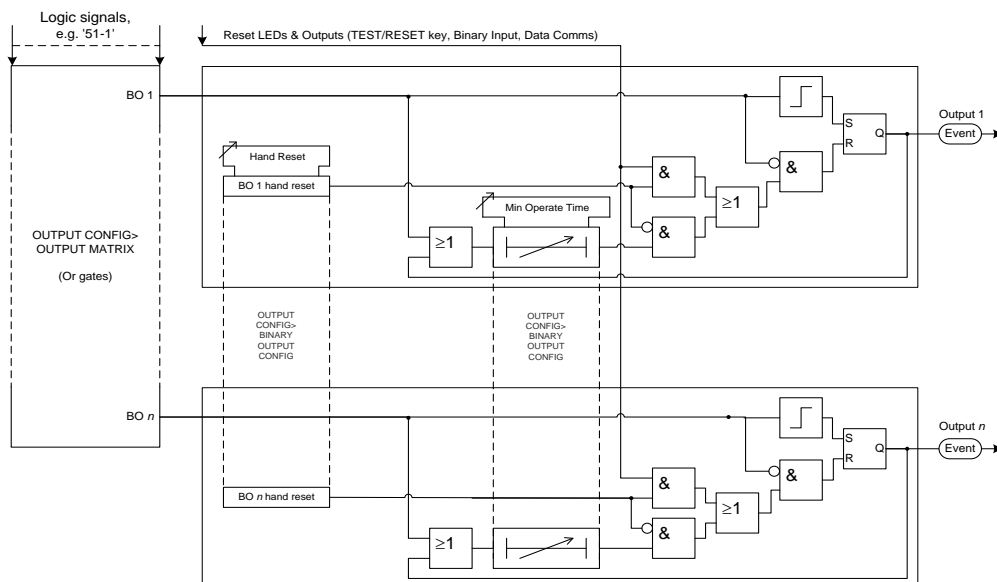 Logic signals,
e.g. '51-1'
Reset LEDs & Outputs (TEST/RESET key, Binary Input, Data Comms)
BO 1
Output 1
S
Q
R
Event
Hand Reset
&
&
BO 1 hand reset
≥1
Min Operate Time
OUTPUT CONFIG>
OUTPUT MATRIX
(Or gates)
≥1
&
OUTPUT
CONFIG>
BINARY
OUTPUT
CONFIG
OUTPUT
CONFIG>
BINARY
OUTPUT
CONFIG
BO n
Output n
S
Q
R
Event
&
&
BO n hand reset
≥1
≥1
&